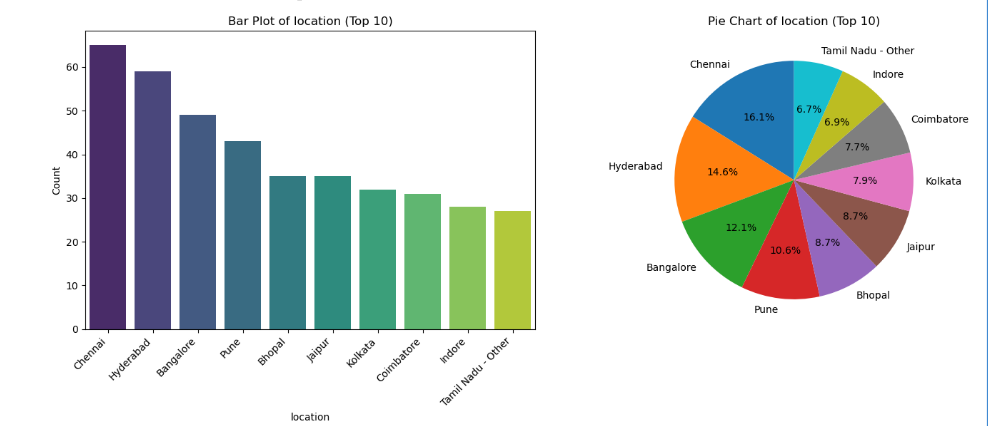 Bar Plot of location (Top 10)
Count
60
50
40
30
20
10
0
Chennai
Hyderabad
Bangalore
Pune
Bhopal
Jaipur
Kolkata
Coimbatore
Indore
Tamil Nadu - Other
location
Pie Chart of location (Top 10)
Chennai
16.1%
Hyderabad
14.6%
Bangalore
12.1%
Pune
10.6%
Bhopal
8.7%
Jaipur
8.7%
Kolkata
7.9%
Coimbatore
7.7%
Indore
6.9%
Tamil Nadu - Other
6.7%